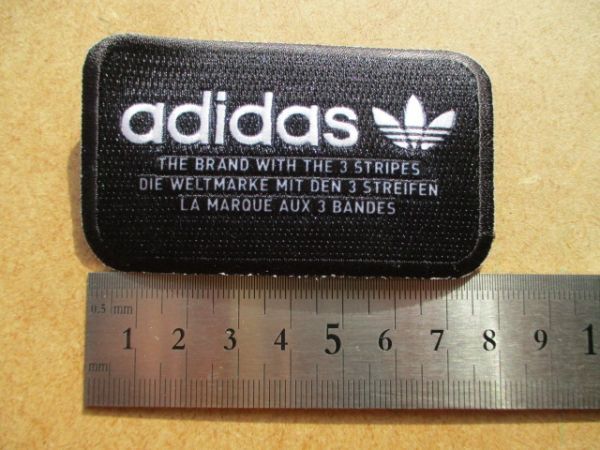 adidas
THE BRAND WITH THE 3 STRIPES
DIE WELTMARKE MIT DEN 3 STREIFEN
LA MARQUE AUX 3 BANDES
0.5 mm
1 2 3 4 5 6 7 8 9 1
mm